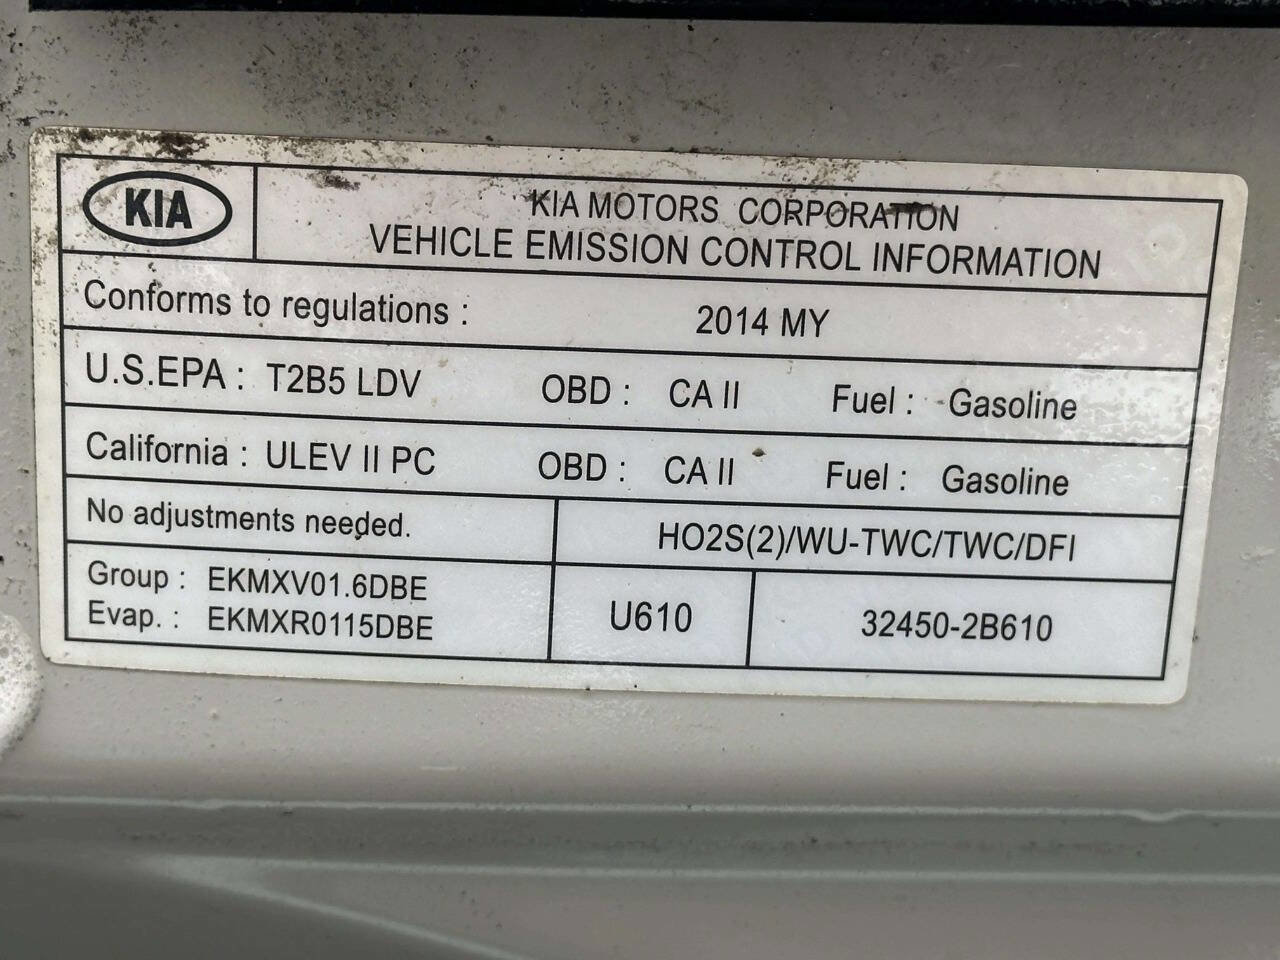 KIA
KIA MOTORS CORPORATION
VEHICLE EMISSION CONTROL INFORMATION
Conforms to regulations : 2014 MY
U.S.EPA : T2B5 LDV OBD : CA II Fuel : Gasoline
California : ULEV II PC OBD : CA II Fuel : Gasoline
No adjustments needed. HO2S(2)/WU-TWC/TWC/DFI
Group : EKMXV01.6DBE
Evap. : EKMXR0115DBE
U610 32450-2B610